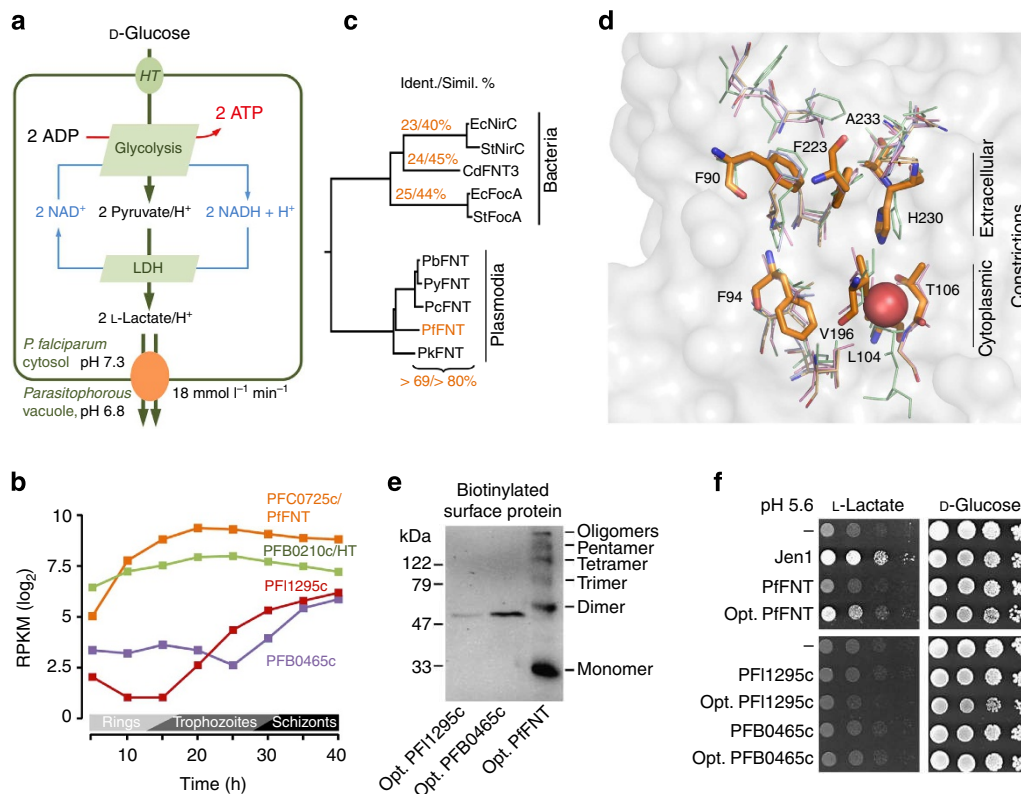 a
D-Glucose
HT
2 ADP
2 ATP
Glycolysis
2 NAD⁺
2 Pyruvate/H⁺
2 NADH + H⁺
LDH
2 L-Lactate/H⁺
P. falciparum
cytosol pH 7.3
Parasitophorous
vacuole, pH 6.8
18 mmol l⁻¹ min⁻¹
c
Ident./Simil. %
23/40%
24/45%
25/44%
EcNirC
StNirC
CdFNT3
EcFocA
StFocA
Bacteria
PbFNT
PyFNT
PcFNT
PfFNT
PkFNT
Plasmodia
> 69/> 80%
d
A233
F223
F90
H230
F94
T106
V196
L104
Extracellular
Cytoplasmic
Constrictions
b
RPKM (log₂)
10
7.5
5
2.5
0
PFC0725c/
PfFNT
PFB0210c/HT
PFI1295c
PFB0465c
Rings
Trophozoites
Schizonts
10
20
30
40
Time (h)
e
Biotinylated
surface protein
kDa
122
79
47
33
Oligomers
Pentamer
Tetramer
Trimer
Dimer
Monomer
Opt. PFI1295c
Opt. PFB0465c
Opt. PfFNT
f
pH 5.6
L-Lactate
D-Glucose
–
Jen1
PfFNT
Opt. PfFNT
–
PFI1295c
Opt. PFI1295c
PFB0465c
Opt. PFB0465c